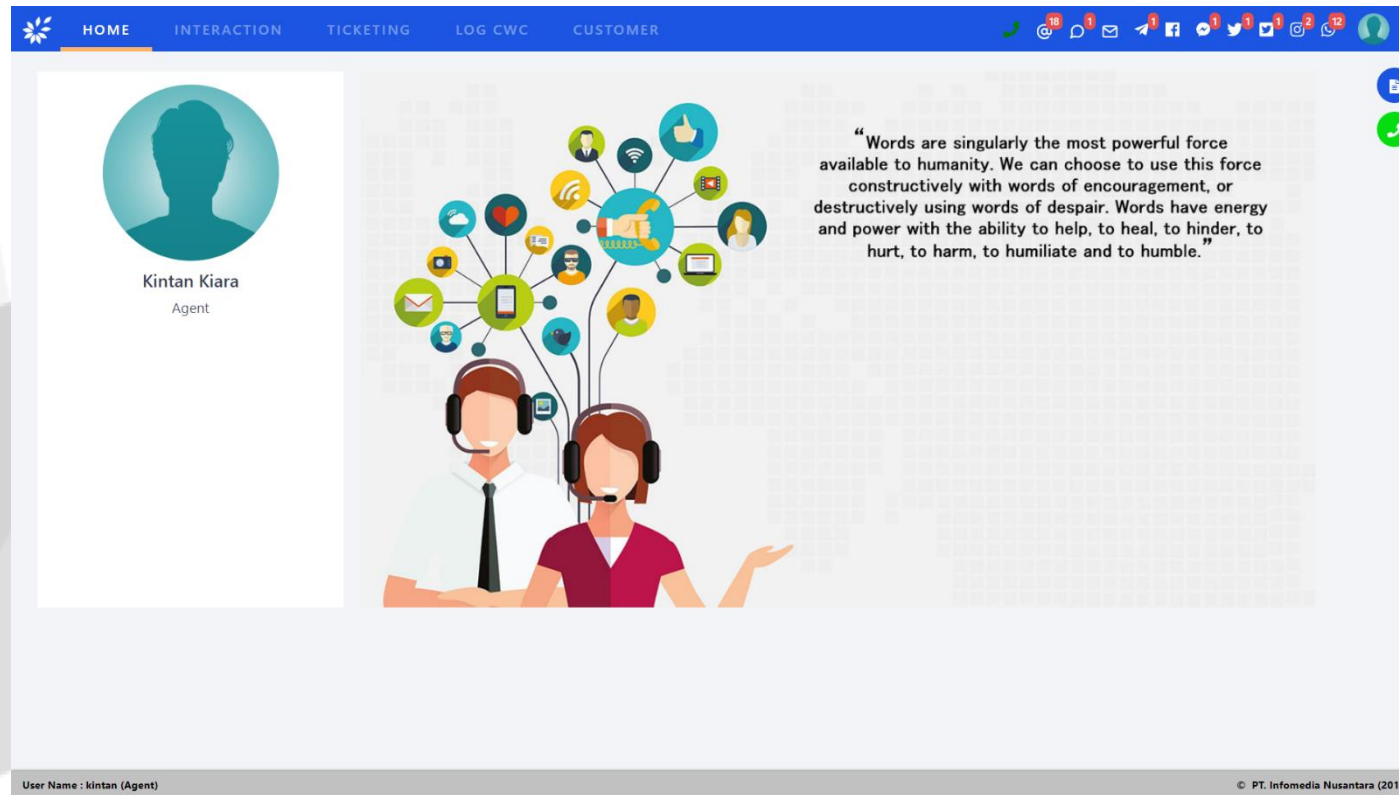 HOME INTERACTION TICKETING LOG CWC CUSTOMER
18 1 1 1 1 1 2 12
“Words are singularly the most powerful force
available to humanity. We can choose to use this force
constructively with words of encouragement, or
destructively using words of despair. Words have energy
and power with the ability to help, to heal, to hinder, to
hurt, to harm, to humiliate and to humble.”
Kintan Kiara
Agent
User Name : kintan (Agent)
© PT. Infomedia Nusantara (201